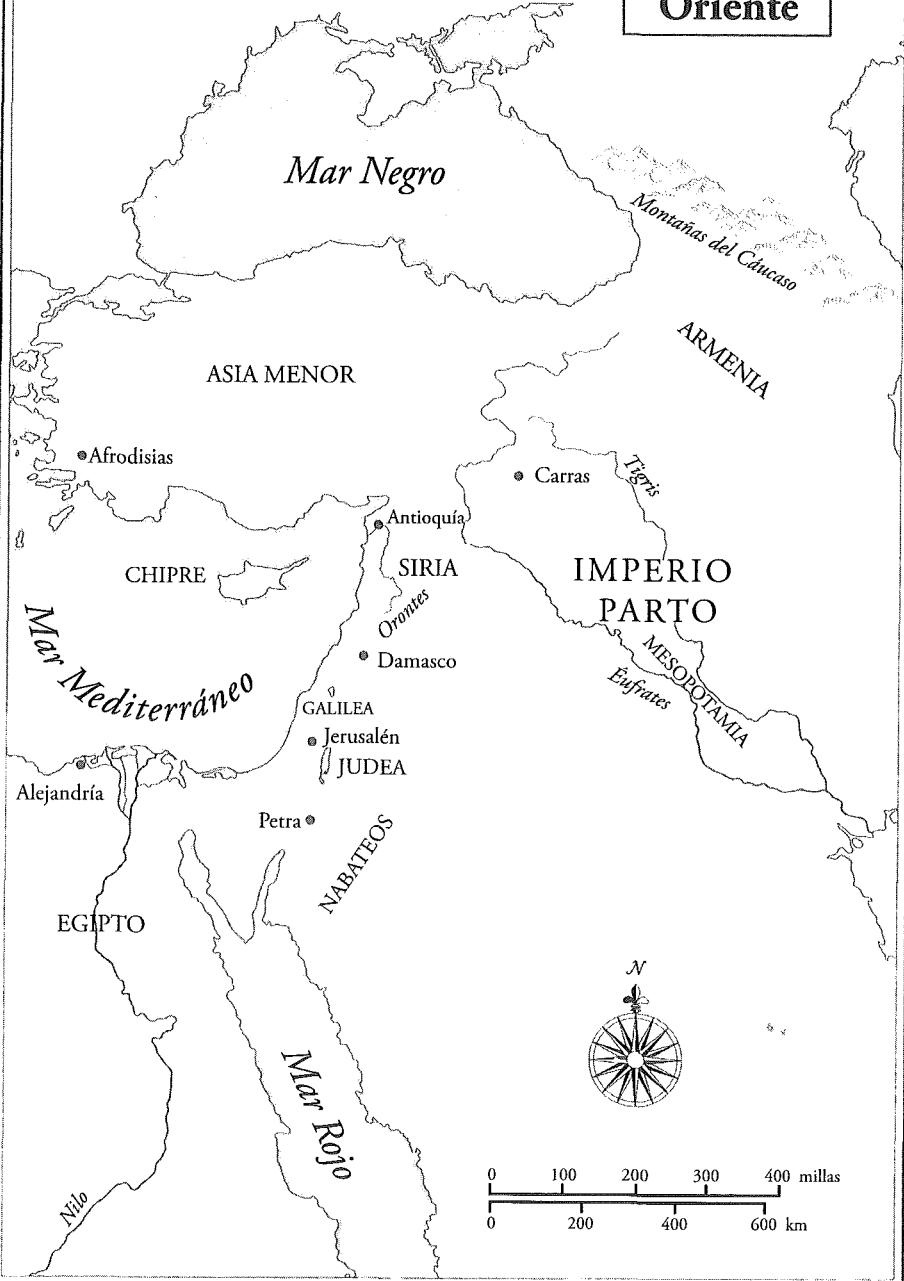 Oriente
Mar Negro
Montañas del Cáucaso
ARMENIA
ASIA MENOR
Afrodisias
Carras
Tigris
Antioquía
SIRIA
CHIPRE
IMPERIO
PARTO
Orontes
Mar Mediterráneo
Damasco
MESOPOTAMIA
Éufrates
GALILEA
Jerusalén
JUDEA
Alejandría
Petra
NABATEOS
EGIPTO
N
Mar Rojo
Nilo
0 100 200 300 400 millas
0 200 400 600 km